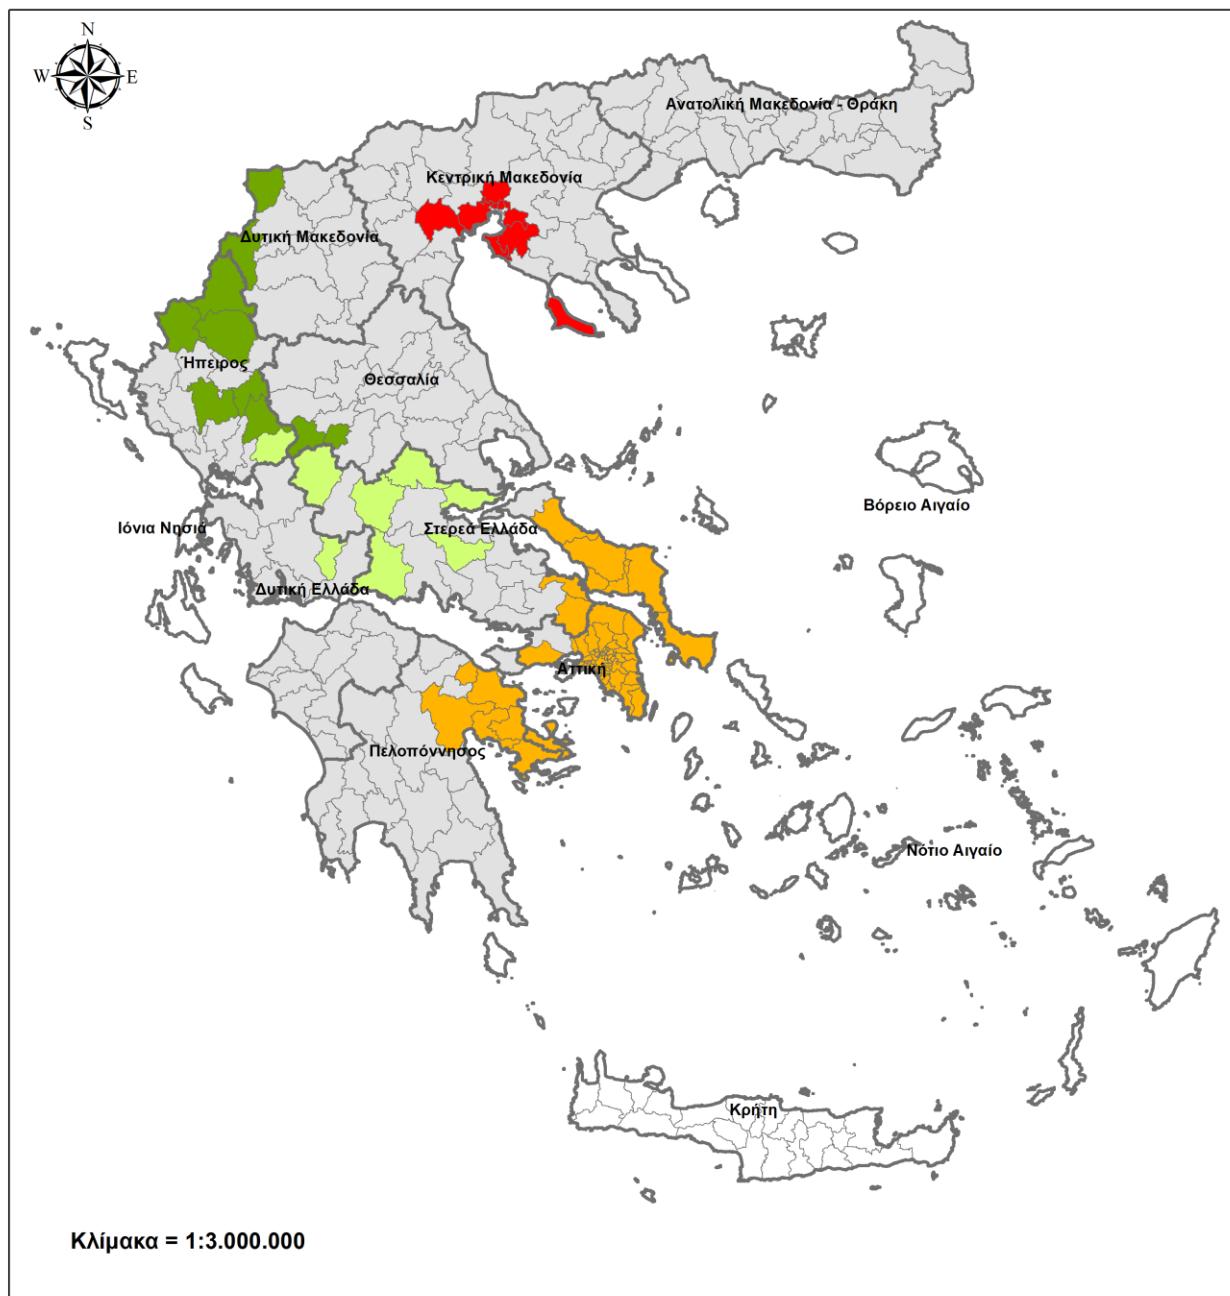 N
W E
S
Ανατολική Μακεδονία - Θράκη
Κεντρική Μακεδονία
Δυτική Μακεδονία
Ήπειρος
Θεσσαλία
Βόρειο Αιγαίο
Ιόνια Νησιά
Στερεά Ελλάδα
Δυτική Ελλάδα
Αττική
Πελοπόννησος
Νότιο Αιγαίο
Κρήτη
Κλίμακα = 1:3.000.000